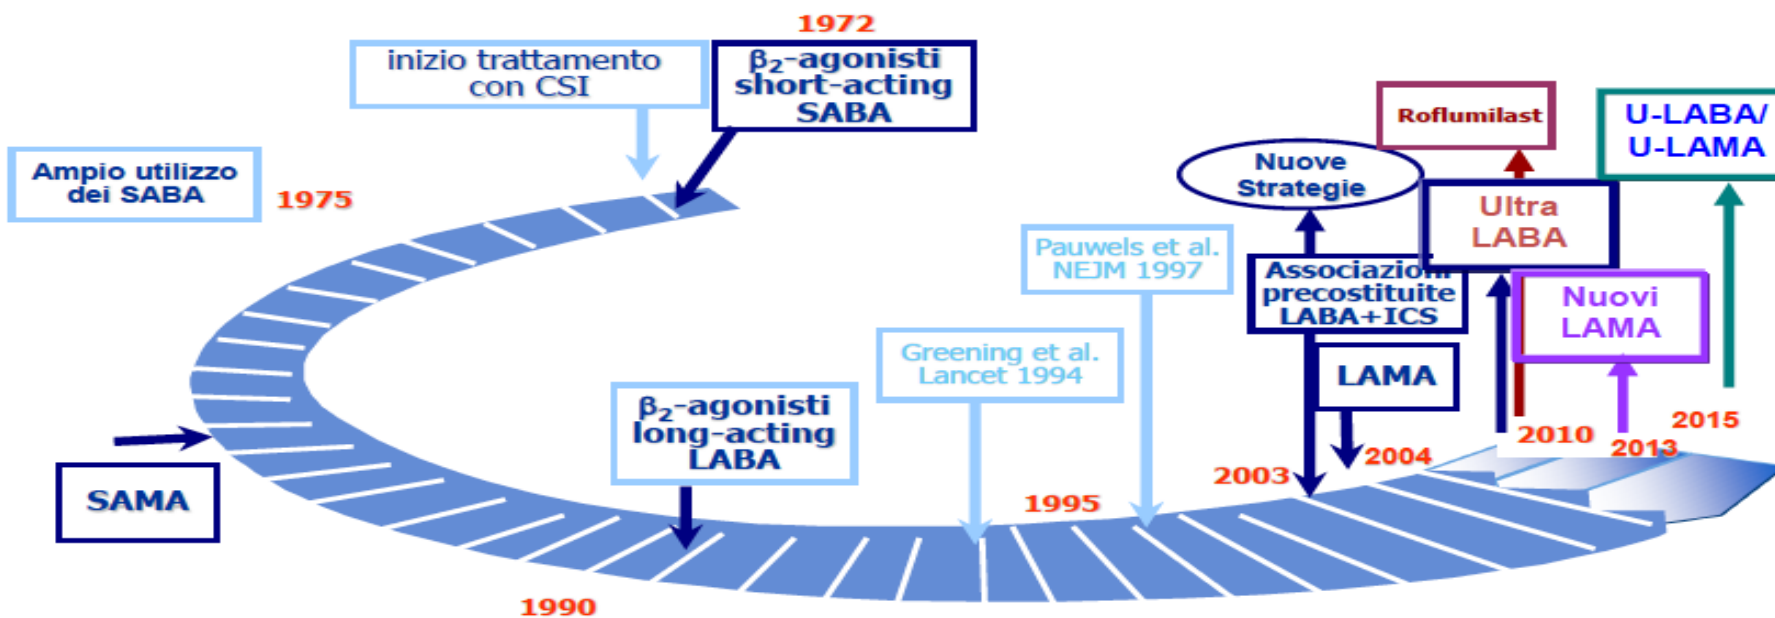 1972
inizio trattamento
con CSI
β2-agonisti
short-acting
SABA
Ampio utilizzo
dei SABA
1975
SAMA
1990
β2-agonisti
long-acting
LABA
Greening et al.
Lancet 1994
1995
Pauwels et al.
NEJM 1997
Nuove
Strategie
Associazioni
precostituite
LABA+ICS
2003
LAMA
2004
Roflumilast
Ultra
LABA
2010
Nuovi
LAMA
2013
U-LABA/
U-LAMA
2015